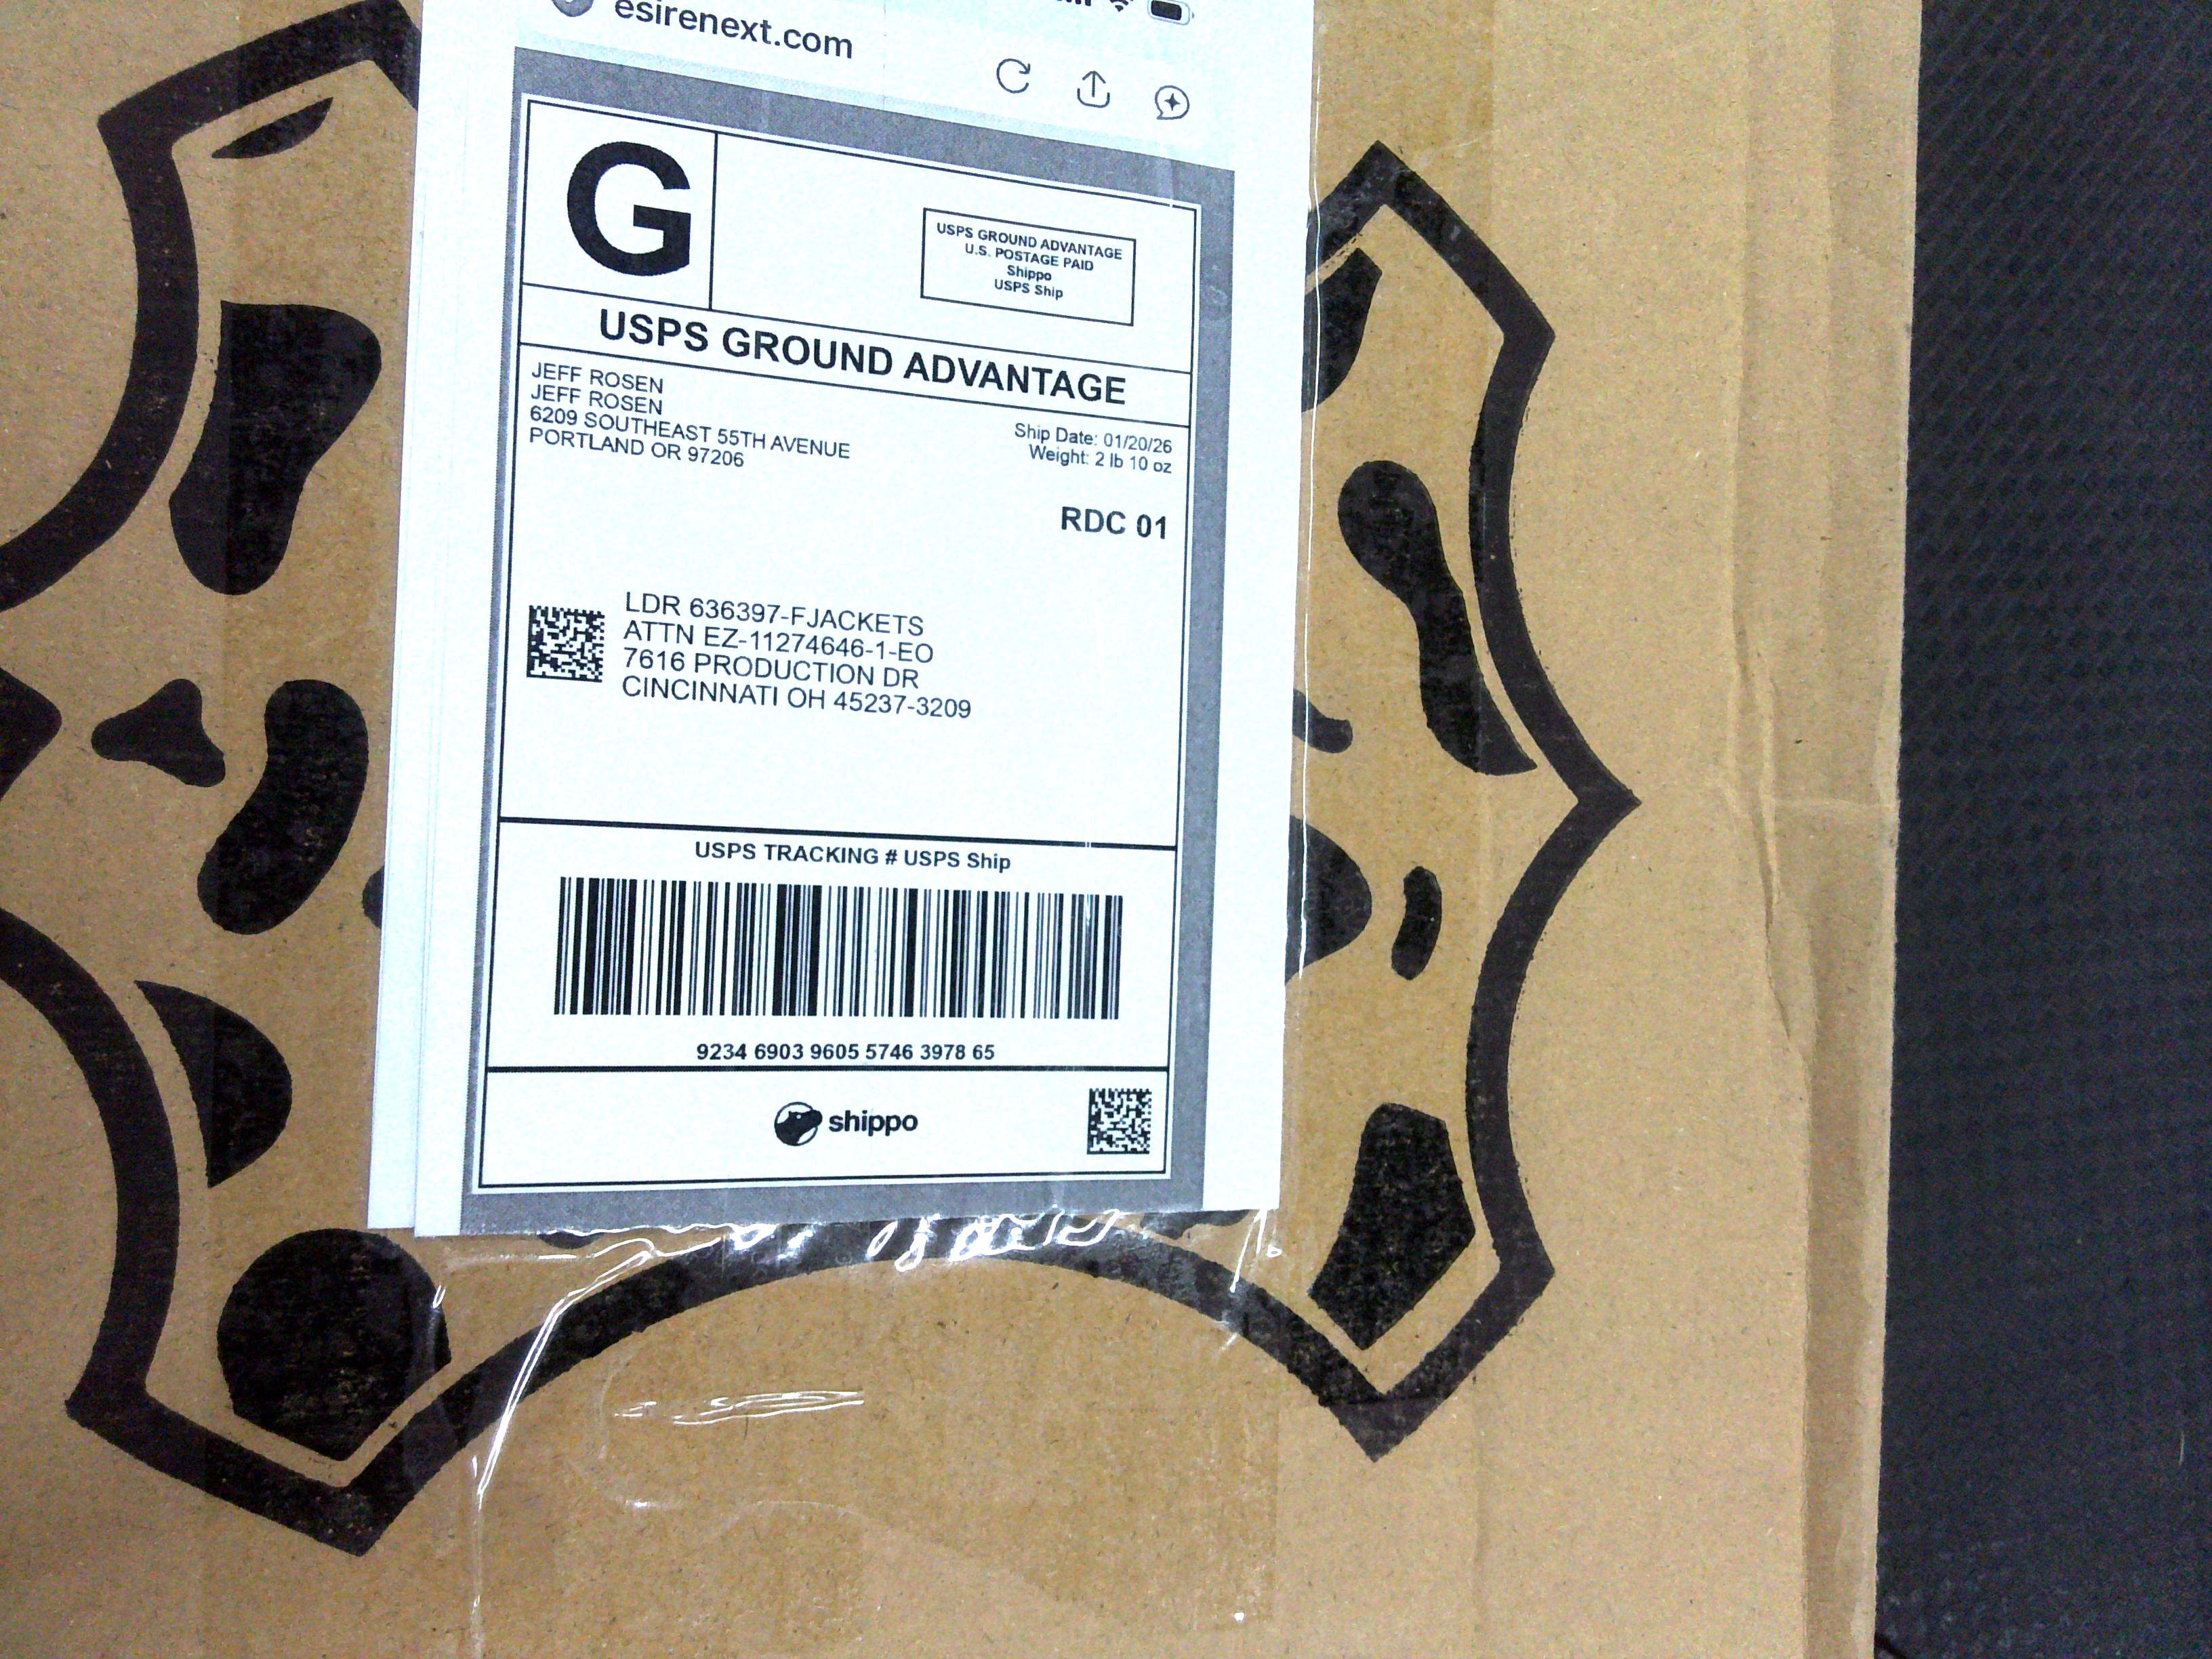 esirenext.com
G
USPS GROUND ADVANTAGE
U.S. POSTAGE PAID
Shippo
USPS Ship
USPS GROUND ADVANTAGE
JEFF ROSEN
JEFF ROSEN
6209 SOUTHEAST 55TH AVENUE
PORTLAND OR 97206
Ship Date: 01/20/26
Weight: 2 lb 10 oz
RDC 01
LDR 636397-FJACKETS
ATTN EZ-11274646-1-EO
7616 PRODUCTION DR
CINCINNATI OH 45237-3209
USPS TRACKING # USPS Ship
9234 6903 9605 5746 3978 65
shippo